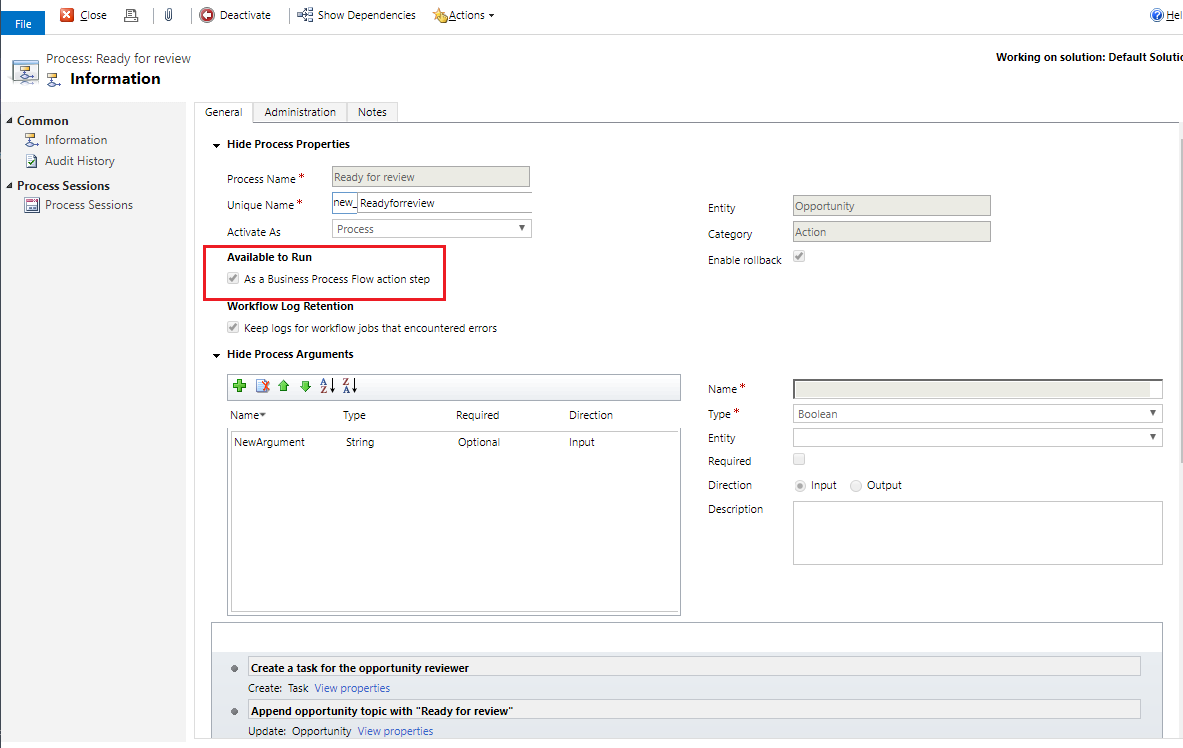 File Close Deactivate Show Dependencies Actions Hel
Process: Ready for review
Information
Working on solution: Default Solutio
Common
Information
Audit History
Process Sessions
Process Sessions
General Administration Notes
Hide Process Properties
Process Name * Ready for review
Unique Name * new_ Readyforreview
Activate As Process
Entity Opportunity
Category Action
Enable rollback
Available to Run
As a Business Process Flow action step
Workflow Log Retention
Keep logs for workflow jobs that encountered errors
Hide Process Arguments
Name Type Required Direction
NewArgument String Optional Input
Name *
Type * Boolean
Entity
Required
Direction Input Output
Description
Create a task for the opportunity reviewer
Create: Task View properties
Append opportunity topic with "Ready for review"
Update: Opportunity View properties